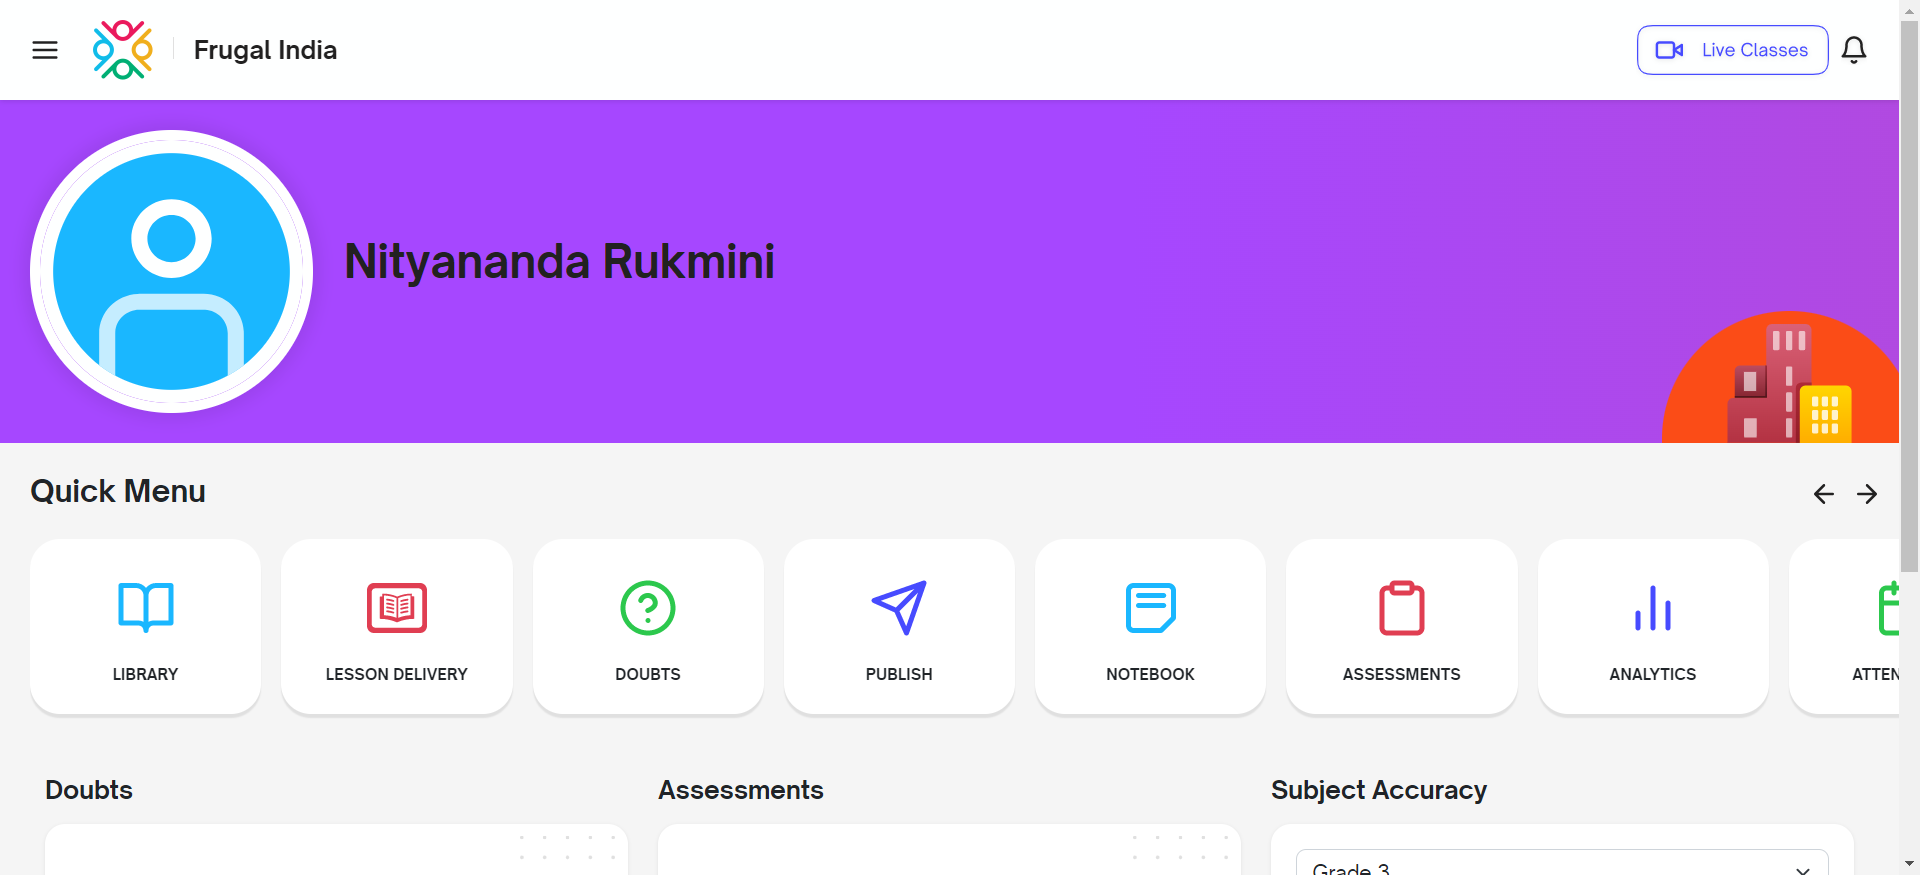 Frugal India
Live Classes
Nityananda Rukmini
Quick Menu
LIBRARY
LESSON DELIVERY
DOUBTS
PUBLISH
NOTEBOOK
ASSESSMENTS
ANALYTICS
ATTEN
Doubts
Assessments
Subject Accuracy
Grade 3